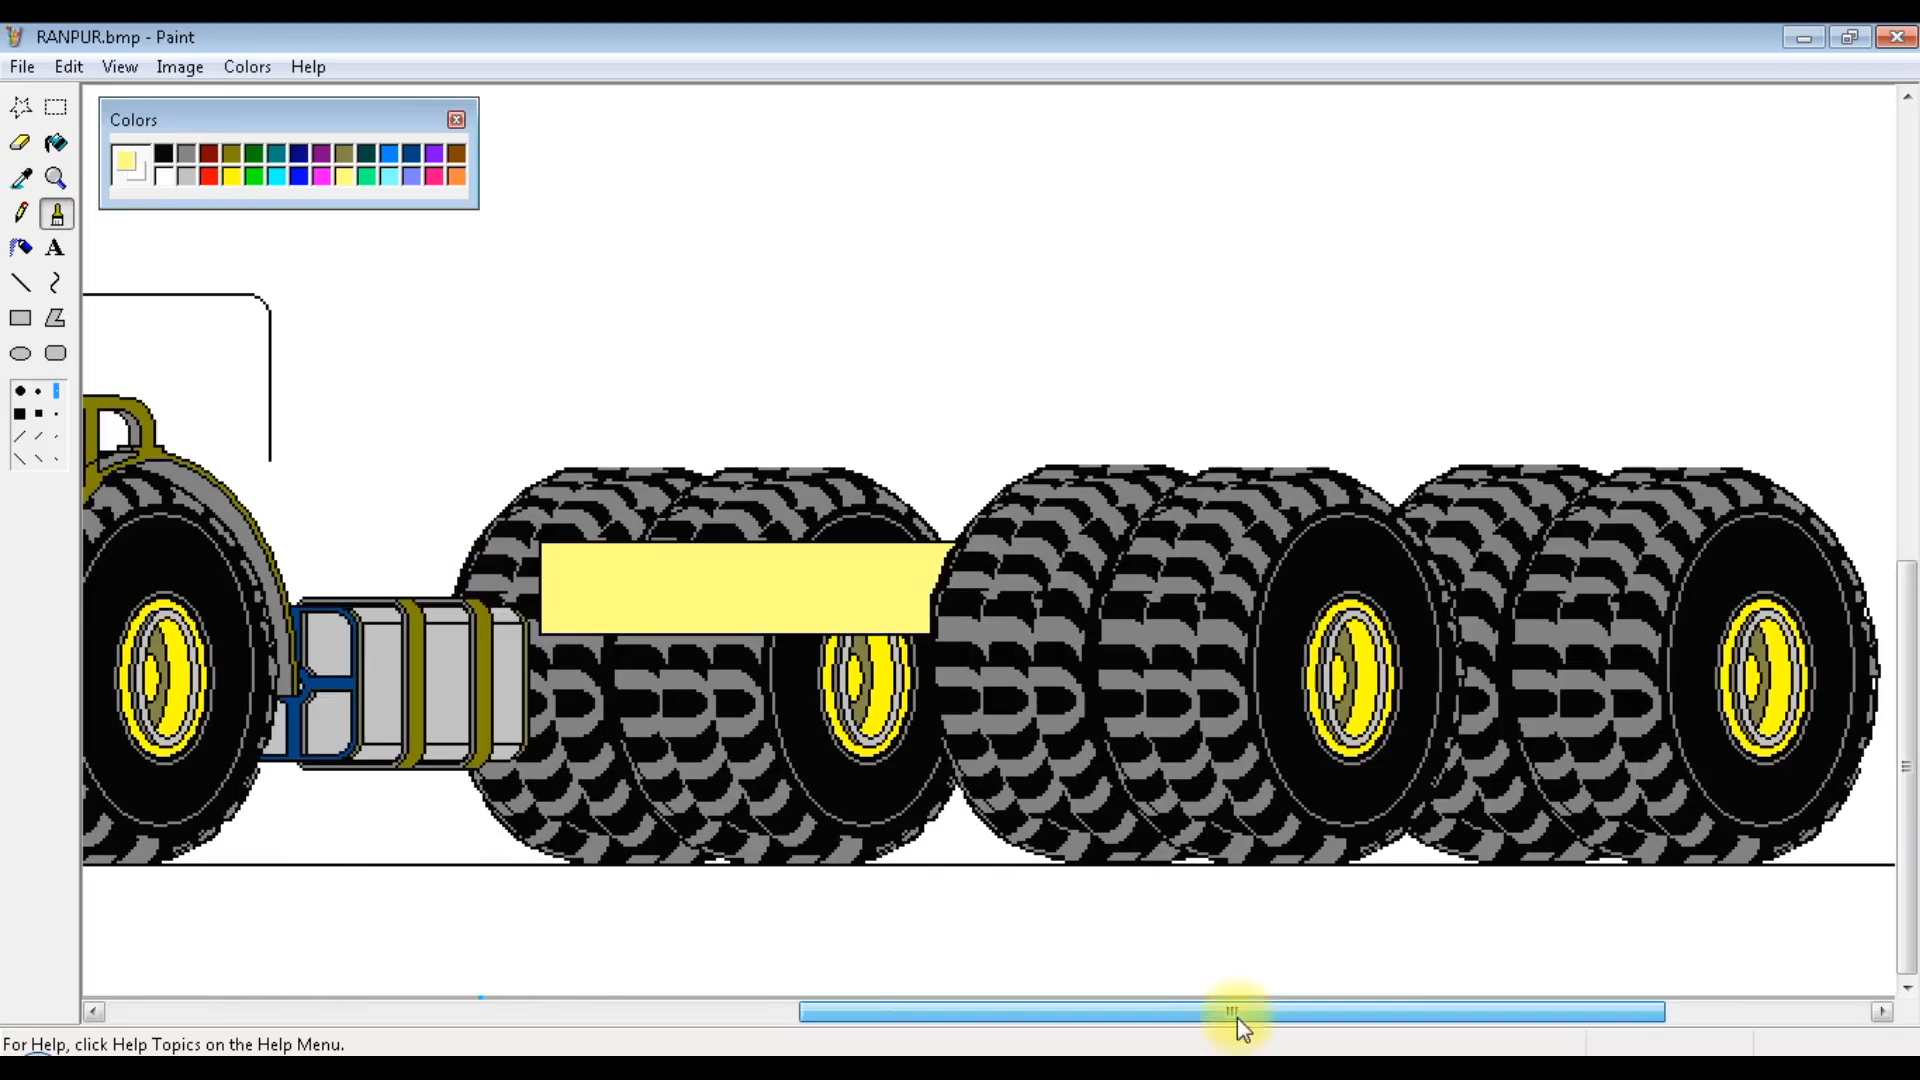 RANPUR.bmp - Paint
File Edit View Image Colors Help
Colors
A
For Help, click Help Topics on the Help Menu.